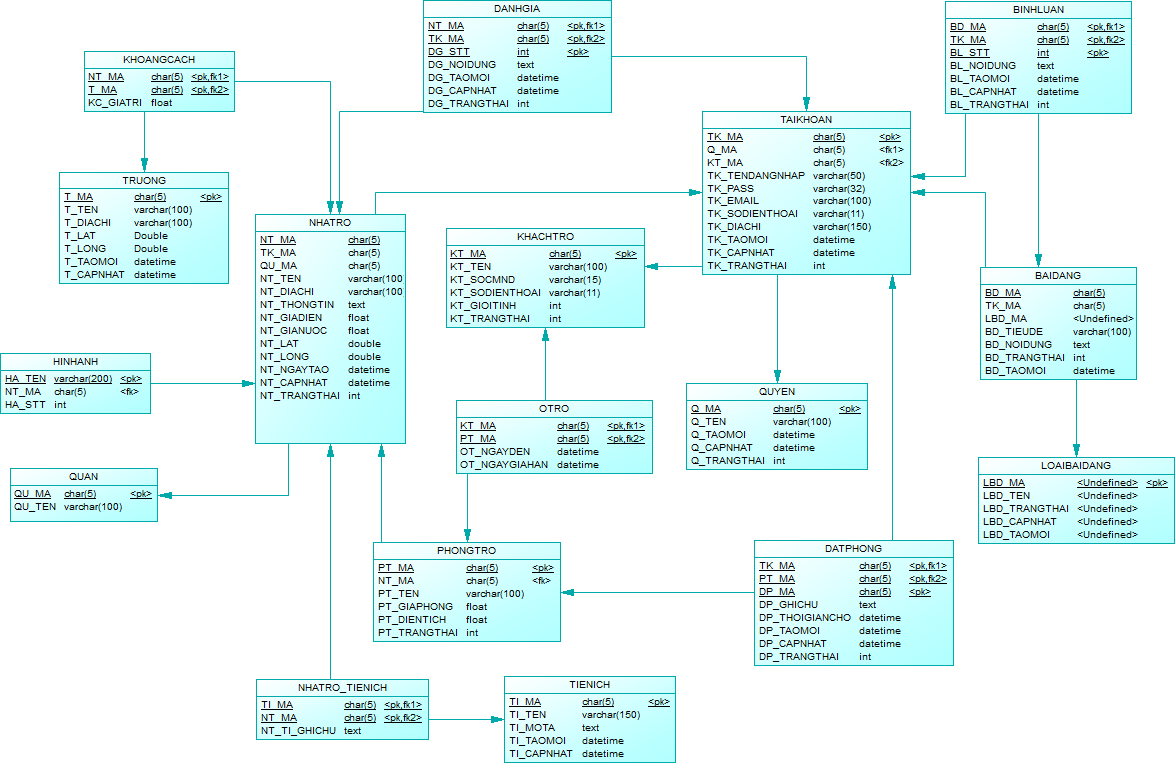 DANHGIA
NT_MA char(5) <pk,fk1>
TK_MA char(5) <pk,fk2>
DG_STT int <pk>
DG_NOIDUNG text
DG_TAOMOI datetime
DG_CAPNHAT datetime
DG_TRANGTHAI int
BINHLUAN
BD_MA char(5) <pk,fk1>
TK_MA char(5) <pk,fk2>
BL_STT int <pk>
BL_NOIDUNG text
BL_TAOMOI datetime
BL_CAPNHAT datetime
BL_TRANGTHAI int
KHOANGCACH
NT_MA char(5) <pk,fk1>
T_MA char(5) <pk,fk2>
KC_GIATRI float
TAIKHOAN
TK_MA char(5) <pk>
Q_MA char(5) <fk1>
KT_MA char(5) <fk2>
TK_TENDANGNHAP varchar(50)
TK_PASS varchar(32)
TK_EMAIL varchar(100)
TK_SODIENTHOAI varchar(11)
TK_DIACHI varchar(150)
TK_TAOMOI datetime
TK_CAPNHAT datetime
TK_TRANGTHAI int
TRUONG
T_MA char(5) <pk>
T_TEN varchar(100)
T_DIACHI varchar(100)
T_LAT Double
T_LONG Double
T_TAOMOI datetime
T_CAPNHAT datetime
NHATRO
NT_MA char(5)
TK_MA char(5)
QU_MA char(5)
NT_TEN varchar(100
NT_DIACHI varchar(100
NT_THONGTIN text
NT_GIADIEN float
NT_GIANUOC float
NT_LAT double
NT_LONG double
NT_NGAYTAO datetime
NT_CAPNHAT datetime
NT_TRANGTHAI int
KHACHTRO
KT_MA char(5) <pk>
KT_TEN varchar(100)
KT_SOCMND varchar(15)
KT_SODIENTHOAI varchar(11)
KT_GIOITINH int
KT_TRANGTHAI int
BAIDANG
BD_MA char(5)
TK_MA char(5)
LBD_MA <Undefined>
BD_TIEUDE varchar(100)
BD_NOIDUNG text
BD_TRANGTHAI int
BD_TAOMOI datetime
HINHANH
HA_TEN varchar(200) <pk>
NT_MA char(5) <fk>
HA_STT int
QUYEN
Q_MA char(5) <pk>
Q_TEN varchar(100)
Q_TAOMOI datetime
Q_CAPNHAT datetime
Q_TRANGTHAI int
OTRO
KT_MA char(5) <pk,fk1>
PT_MA char(5) <pk,fk2>
OT_NGAYDEN datetime
OT_NGAYGIAHAN datetime
QUAN
QU_MA char(5) <pk>
QU_TEN varchar(100)
LOAIBAIDANG
LBD_MA <Undefined> <pk>
LBD_TEN <Undefined>
LBD_TRANGTHAI <Undefined>
LBD_CAPNHAT <Undefined>
LBD_TAOMOI <Undefined>
PHONGTRO
PT_MA char(5) <pk>
NT_MA char(5) <fk>
PT_TEN varchar(100)
PT_GIAPHONG float
PT_DIENTICH float
PT_TRANGTHAI int
DATPHONG
TK_MA char(5) <pk,fk1>
PT_MA char(5) <pk,fk2>
DP_MA char(5) <pk>
DP_GHICHU text
DP_THOIGIANCHO datetime
DP_TAOMOI datetime
DP_CAPNHAT datetime
DP_TRANGTHAI int
NHATRO_TIENICH
TI_MA char(5) <pk,fk1>
NT_MA char(5) <pk,fk2>
NT_TI_GHICHU text
TIENICH
TI_MA char(5) <pk>
TI_TEN varchar(150)
TI_MOTA text
TI_TAOMOI datetime
TI_CAPNHAT datetime